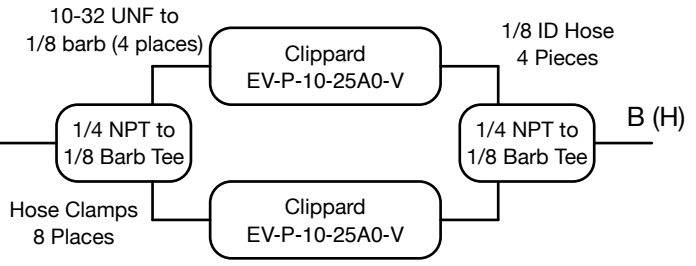 10-32 UNF to
1/8 barb (4 places)
Clippard
EV-P-10-25A0-V
1/8 ID Hose
4 Pieces
1/4 NPT to
1/8 Barb Tee
1/4 NPT to
1/8 Barb Tee
B (H)
Hose Clamps
8 Places
Clippard
EV-P-10-25A0-V